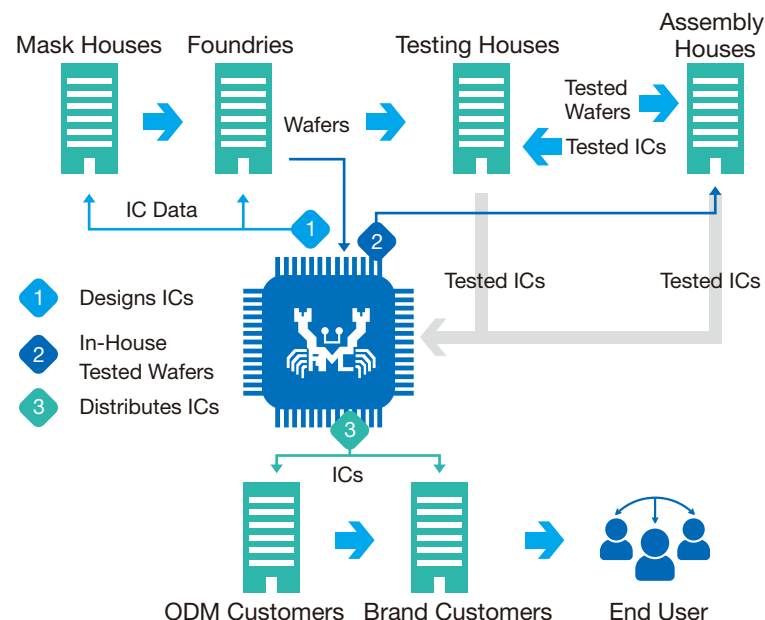 Mask Houses
Foundries
Testing Houses
Assembly
Houses
Wafers
Tested
Wafers
Tested ICs
IC Data
1
2
Tested ICs
Tested ICs
1 Designs ICs
2 In-House
Tested Wafers
3 Distributes ICs
RMC
3
ICs
ODM Customers
Brand Customers
End User